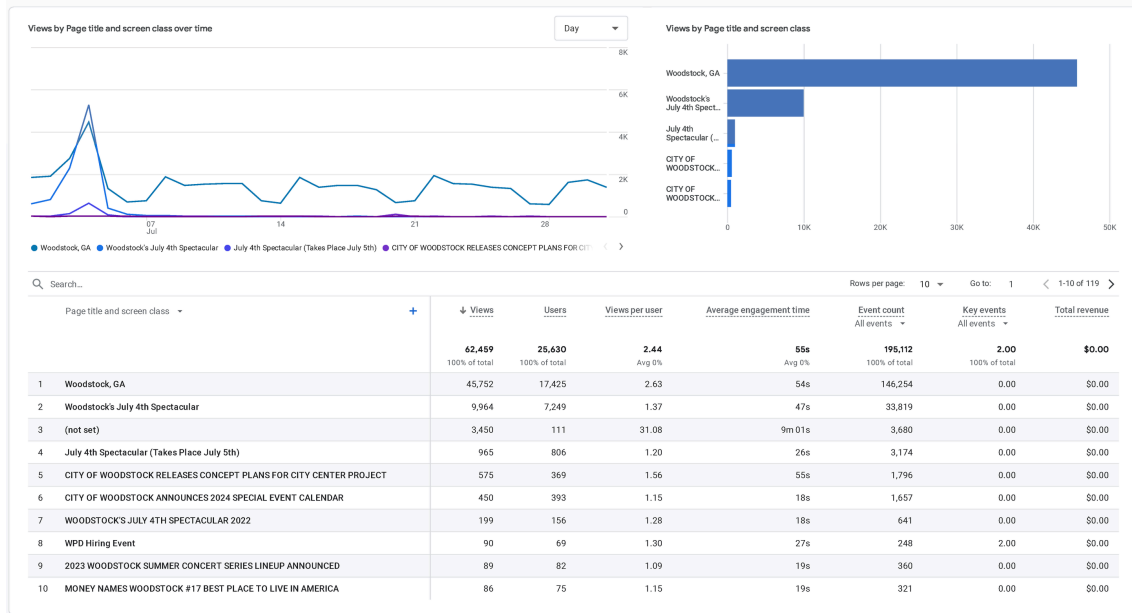 Views by Page title and screen class over time
Day
8K
6K
4K
2K
0
07
Jul
14
21
28
Woodstock, GA
Woodstock's July 4th Spectacular
July 4th Spectacular (Takes Place July 5th)
CITY OF WOODSTOCK RELEASES CONCEPT PLANS FOR CIT
Views by Page title and screen class
Woodstock, GA
Woodstock's
July 4th Spect...
July 4th
Spectacular (...
CITY OF
WOODSTOCK...
CITY OF
WOODSTOCK...
0 10K 20K 30K 40K 50K
Search... Rows per page: 10 Go to: 1 1-10 of 119
Page title and screen class + Views Users Views per user Average engagement time Event count Key events Total revenue
All events All events
62,459 25,630 2.44 55s 195,112 2.00 $0.00
100% of total 100% of total Avg 0% Avg 0% 100% of total 100% of total
1 Woodstock, GA 45,752 17,425 2.63 54s 146,254 0.00 $0.00
2 Woodstock's July 4th Spectacular 9,964 7,249 1.37 47s 33,819 0.00 $0.00
3 (not set) 3,450 111 31.08 9m 01s 3,680 0.00 $0.00
4 July 4th Spectacular (Takes Place July 5th) 965 806 1.20 26s 3,174 0.00 $0.00
5 CITY OF WOODSTOCK RELEASES CONCEPT PLANS FOR CITY CENTER PROJECT 575 369 1.56 55s 1,796 0.00 $0.00
6 CITY OF WOODSTOCK ANNOUNCES 2024 SPECIAL EVENT CALENDAR 450 393 1.15 18s 1,657 0.00 $0.00
7 WOODSTOCK'S JULY 4TH SPECTACULAR 2022 199 156 1.28 18s 641 0.00 $0.00
8 WPD Hiring Event 90 69 1.30 27s 248 2.00 $0.00
9 2023 WOODSTOCK SUMMER CONCERT SERIES LINEUP ANNOUNCED 89 82 1.09 19s 360 0.00 $0.00
10 MONEY NAMES WOODSTOCK #17 BEST PLACE TO LIVE IN AMERICA 86 75 1.15 19s 321 0.00 $0.00